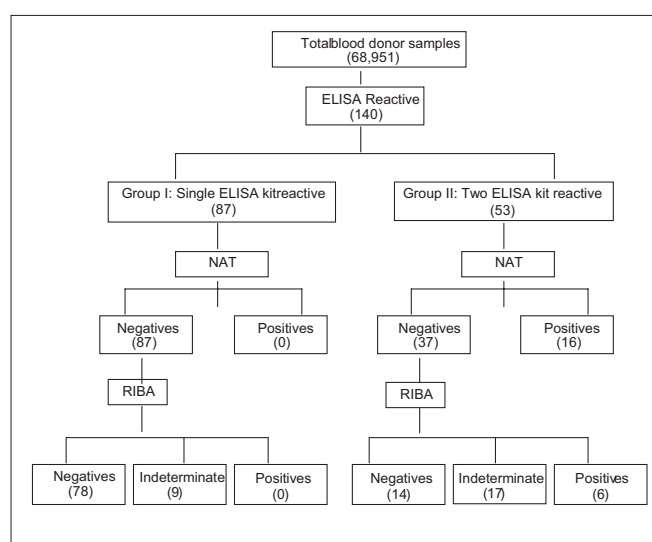 Totalblood donor samples
(68,951)
ELISA Reactive
(140)
Group I: Single ELISA kitreactive
(87)
Group II: Two ELISA kit reactive
(53)
NAT
NAT
Negatives
(87)
Positives
(0)
Negatives
(37)
Positives
(16)
RIBA
RIBA
Negatives
(78)
Indeterminate
(9)
Positives
(0)
Negatives
(14)
Indeterminate
(17)
Positives
(6)